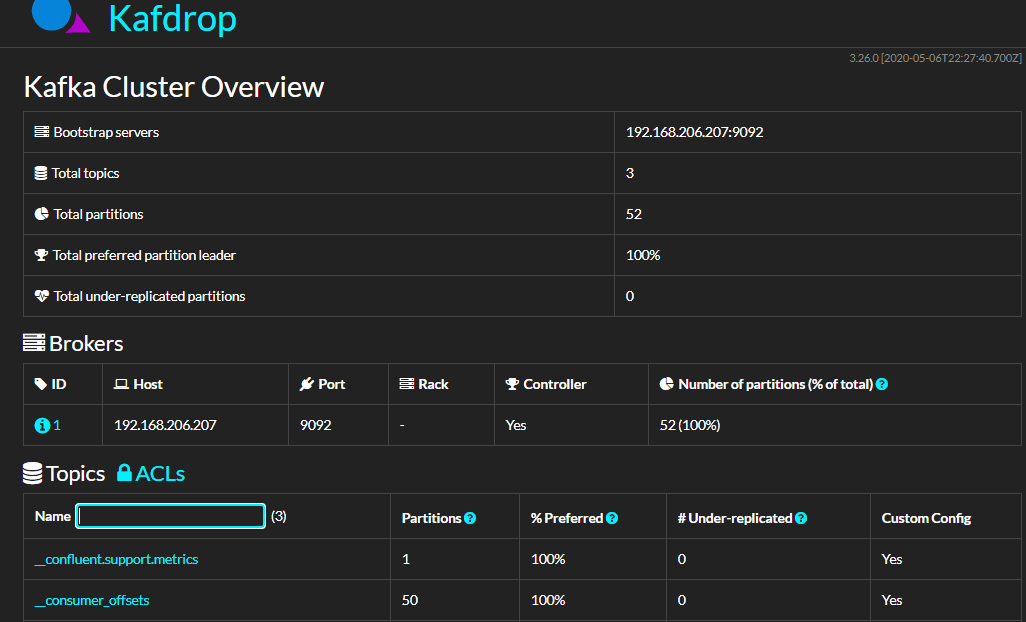 Kafdrop
3.26.0 [2020-05-06T22:27:40.700Z]
Kafka Cluster Overview
Bootstrap servers 192.168.206.207:9092
Total topics 3
Total partitions 52
Total preferred partition leader 100%
Total under-replicated partitions 0
Brokers
ID Host Port Rack Controller Number of partitions (% of total)
1 192.168.206.207 9092 - Yes 52 (100%)
Topics ACLs
Name (3) Partitions % Preferred # Under-replicated Custom Config
__confluent.support.metrics 1 100% 0 Yes
__consumer_offsets 50 100% 0 Yes